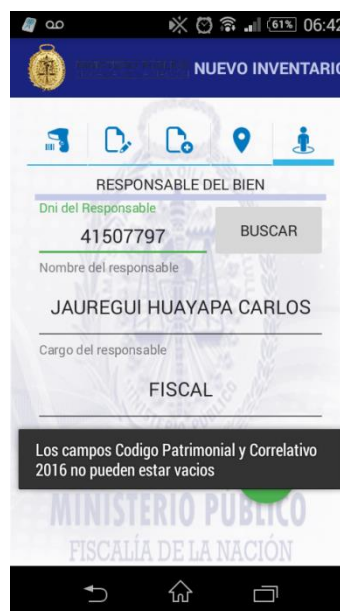 61% 06:42
NUEVO INVENTARIO
RESPONSABLE DEL BIEN
Dni del Responsable
41507797
BUSCAR
Nombre del responsable
JAUREGUI HUAYAPA CARLOS
Cargo del responsable
FISCAL
Los campos Codigo Patrimonial y Correlativo
2016 no pueden estar vacios
MINISTERIO PÚBLICO
FISCALÍA DE LA NACIÓN